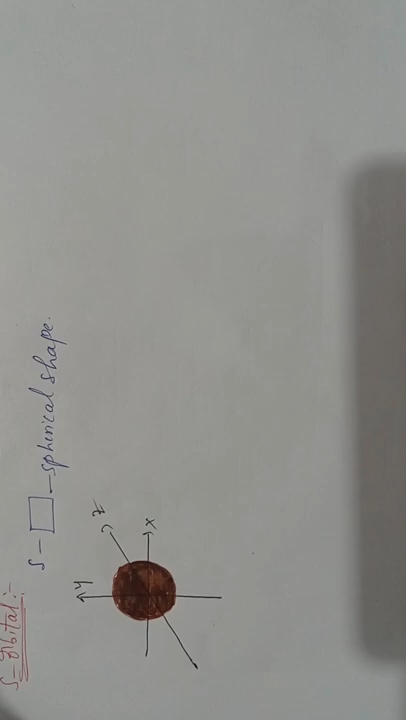 S-Orbital:-
S - □ - spherical shape.
Y
Z
X